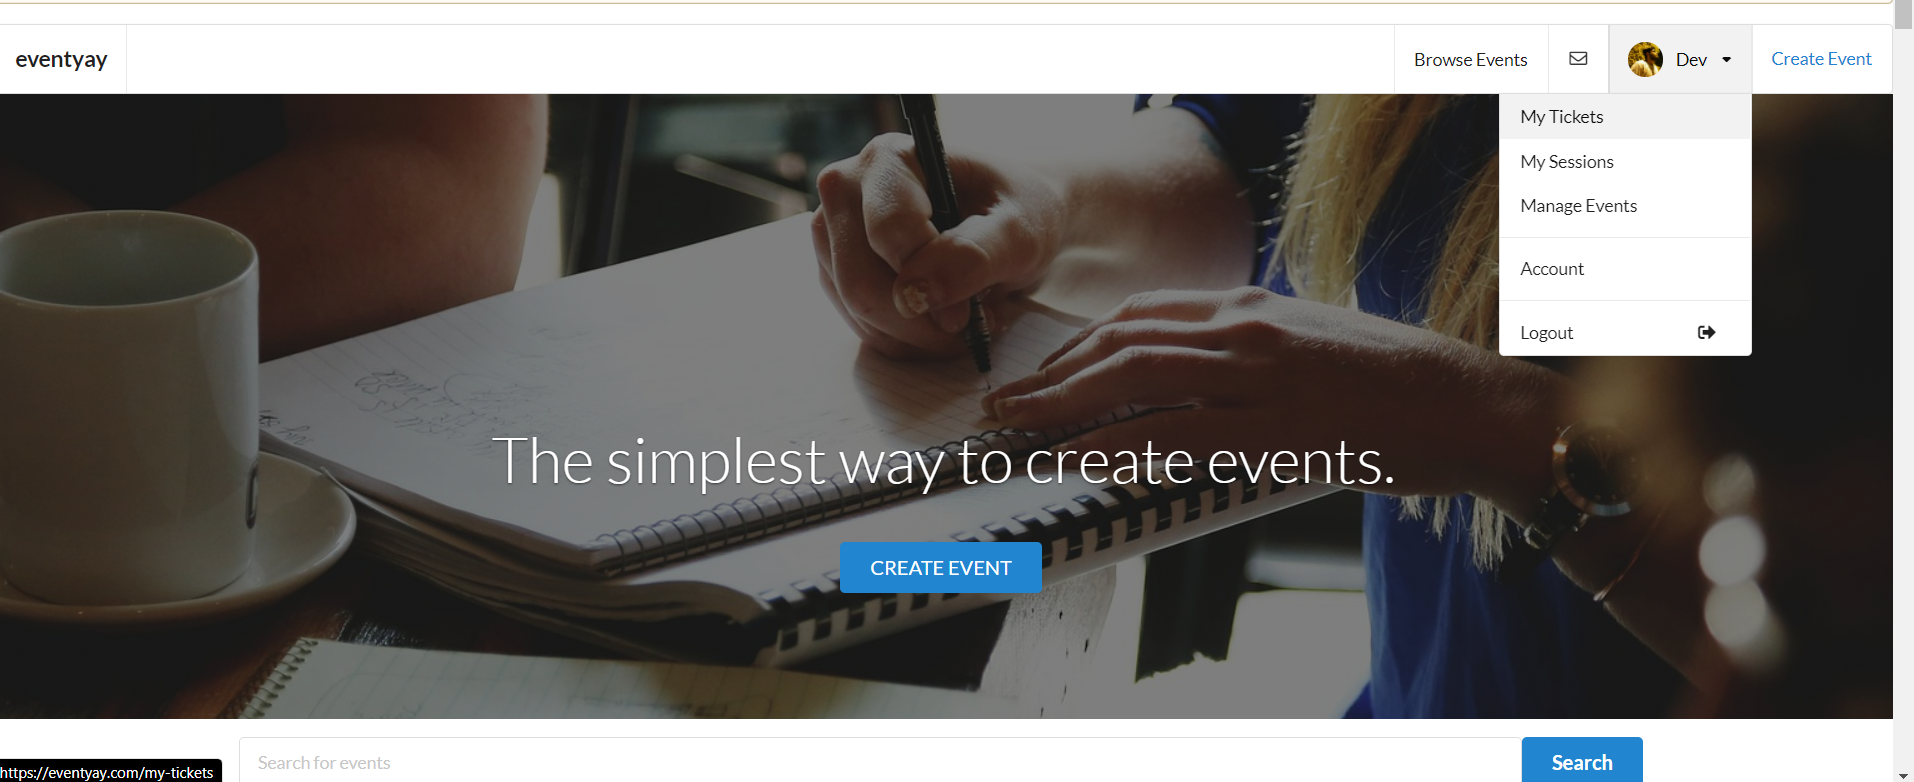 eventyay
Browse Events
Dev
Create Event
My Tickets
My Sessions
Manage Events
Account
Logout
The simplest way to create events.
CREATE EVENT
Search for events
Search
https://eventyay.com/my-tickets